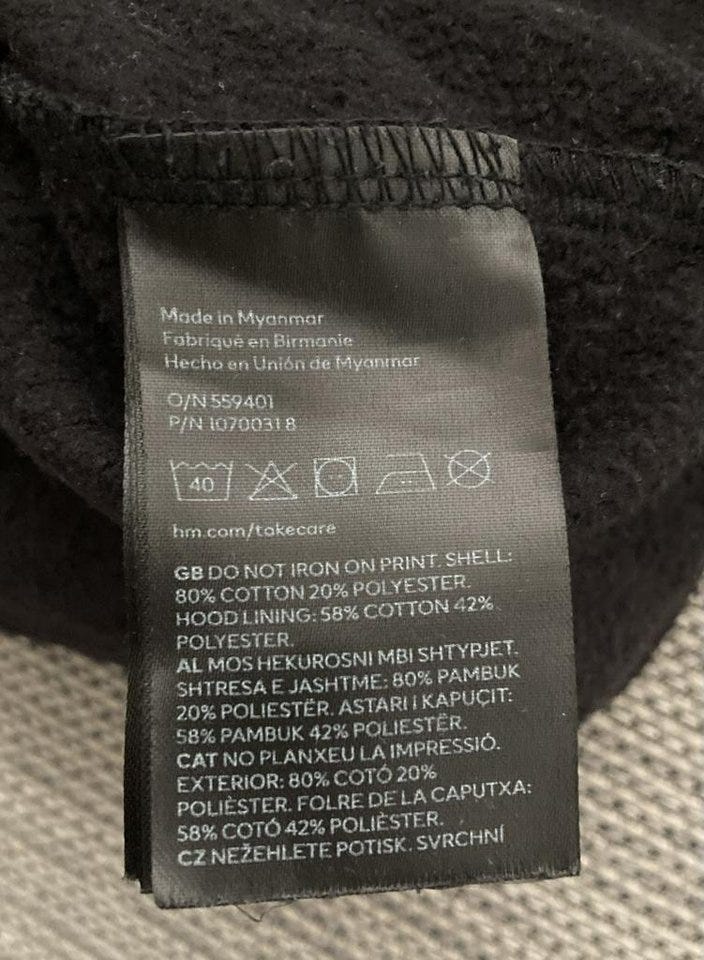 Made in Myanmar
Fabriqué en Birmanie
Hecho en Unión de Myanmar
O/N 559401
P/N 10700318
40
hm.com/takecare
GB DO NOT IRON ON PRINT. SHELL:
80% COTTON 20% POLYESTER.
HOOD LINING: 58% COTTON 42%
POLYESTER.
AL MOS HEKUROSNI MBI SHTYPJET.
SHTRESA E JASHTME: 80% PAMBUK
20% POLIESTËR. ASTARI I KAPUÇIT:
58% PAMBUK 42% POLIESTËR.
CAT NO PLANXEU LA IMPRESSIÓ.
EXTERIOR: 80% COTÓ 20%
POLIÈSTER. FOLRE DE LA CAPUTXA:
58% COTÓ 42% POLIÈSTER.
CZ NEŽEHLETE POTISK. SVRCHNÍ